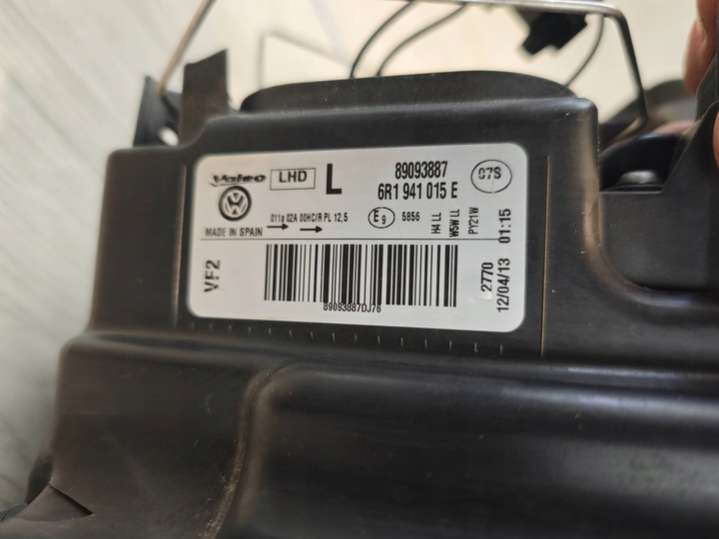 Valeo LHD L 89093887 07S
6R1 941 015 E
MADE IN SPAIN
011a 02A 00HC/R PL 12,5 E9 5856
H4 LL
W5W LL
PY21W
VF2
89093887DJ76
2770
12/04/13 01:15